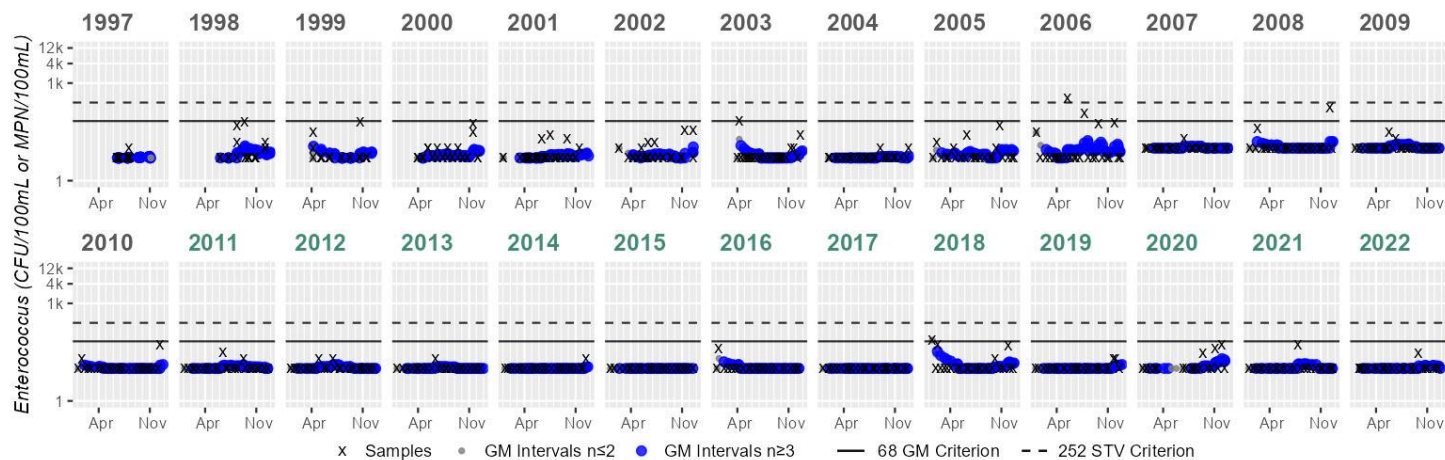 1997 1998 1999 2000 2001 2002 2003 2004 2005 2006 2007 2008 2009
12k
4k
1k
1
Apr Nov Apr Nov Apr Nov Apr Nov Apr Nov Apr Nov Apr Nov Apr Nov Apr Nov Apr Nov Apr Nov Apr Nov Apr Nov
Enterococcus (CFU/100mL or MPN/100mL)
2010 2011 2012 2013 2014 2015 2016 2017 2018 2019 2020 2021 2022
12k
4k
1k
1
Apr Nov Apr Nov Apr Nov Apr Nov Apr Nov Apr Nov Apr Nov Apr Nov Apr Nov Apr Nov Apr Nov Apr Nov Apr Nov
x Samples GM Intervals n≤2 GM Intervals n≥3 68 GM Criterion 252 STV Criterion